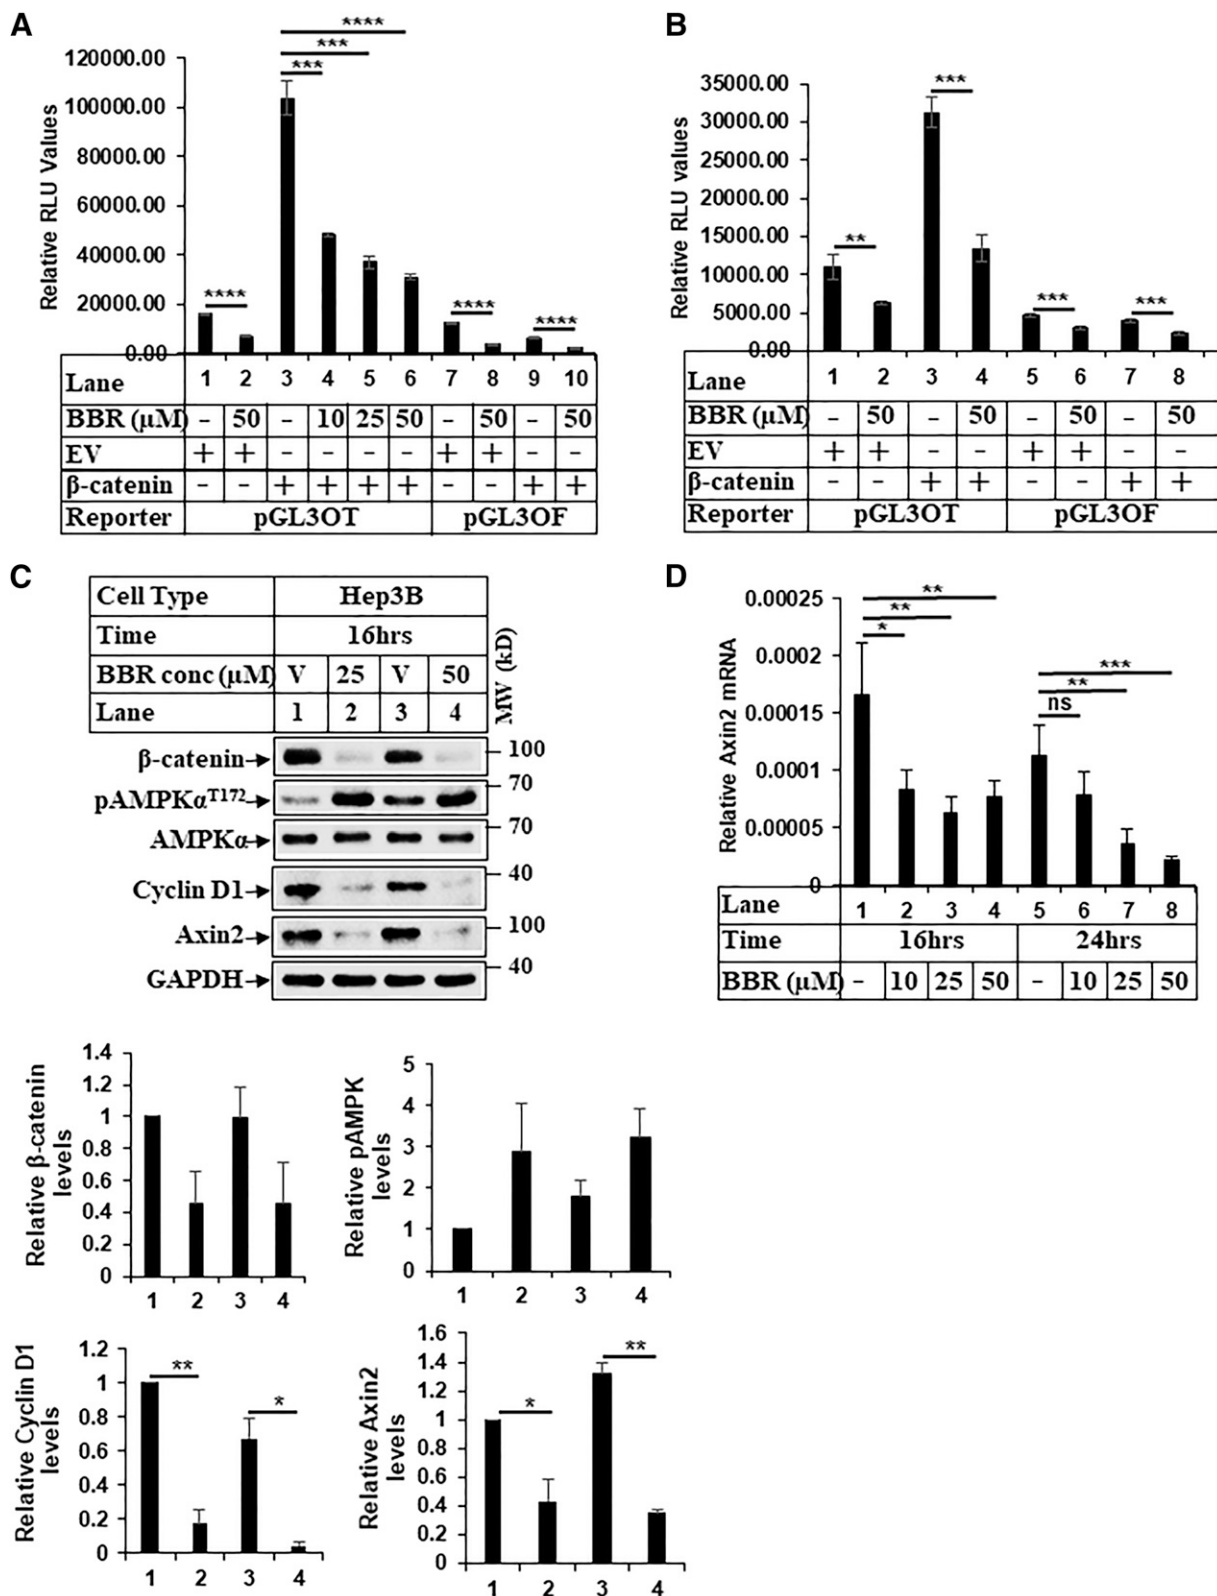 A
****
***
***
120000.00
100000.00
80000.00
60000.00
40000.00
20000.00
0.00
Relative RLU Values
****
****
****
Lane 1 2 3 4 5 6 7 8 9 10
BBR (μM) - 50 - 10 25 50 - 50 - 50
EV + + - - - - + + - -
β-catenin - - + + + + - - + +
Reporter pGL3OT pGL3OF
B
35000.00
30000.00
25000.00
20000.00
15000.00
10000.00
5000.00
0.00
Relative RLU values
**
***
***
***
Lane 1 2 3 4 5 6 7 8
BBR (μM) - 50 - 50 - 50 - 50
EV + + - - + + - -
β-catenin - - + + - - + +
Reporter pGL3OT pGL3OF
C
Cell Type Hep3B
Time 16hrs
BBR conc (μM) V 25 V 50
Lane 1 2 3 4
MW (kD)
β-catenin 100
pAMPKαT172 70
AMPKα 70
Cyclin D1 40
Axin2 100
GAPDH 40
D
0.00025
0.0002
0.00015
0.0001
0.00005
0
Relative Axin2 mRNA
**
**
*
***
**
ns
Lane 1 2 3 4 5 6 7 8
Time 16hrs 24hrs
BBR (μM) - 10 25 50 - 10 25 50
Relative β-catenin
levels
1.4
1.2
1
0.8
0.6
0.4
0.2
0
1 2 3 4
Relative pAMPK
levels
5
4
3
2
1
0
1 2 3 4
Relative Cyclin D1
levels
1.2
1
0.8
0.6
0.4
0.2
0
**
*
1 2 3 4
Relative Axin2
levels
1.6
1.4
1.2
1
0.8
0.6
0.4
0.2
0
*
**
1 2 3 4